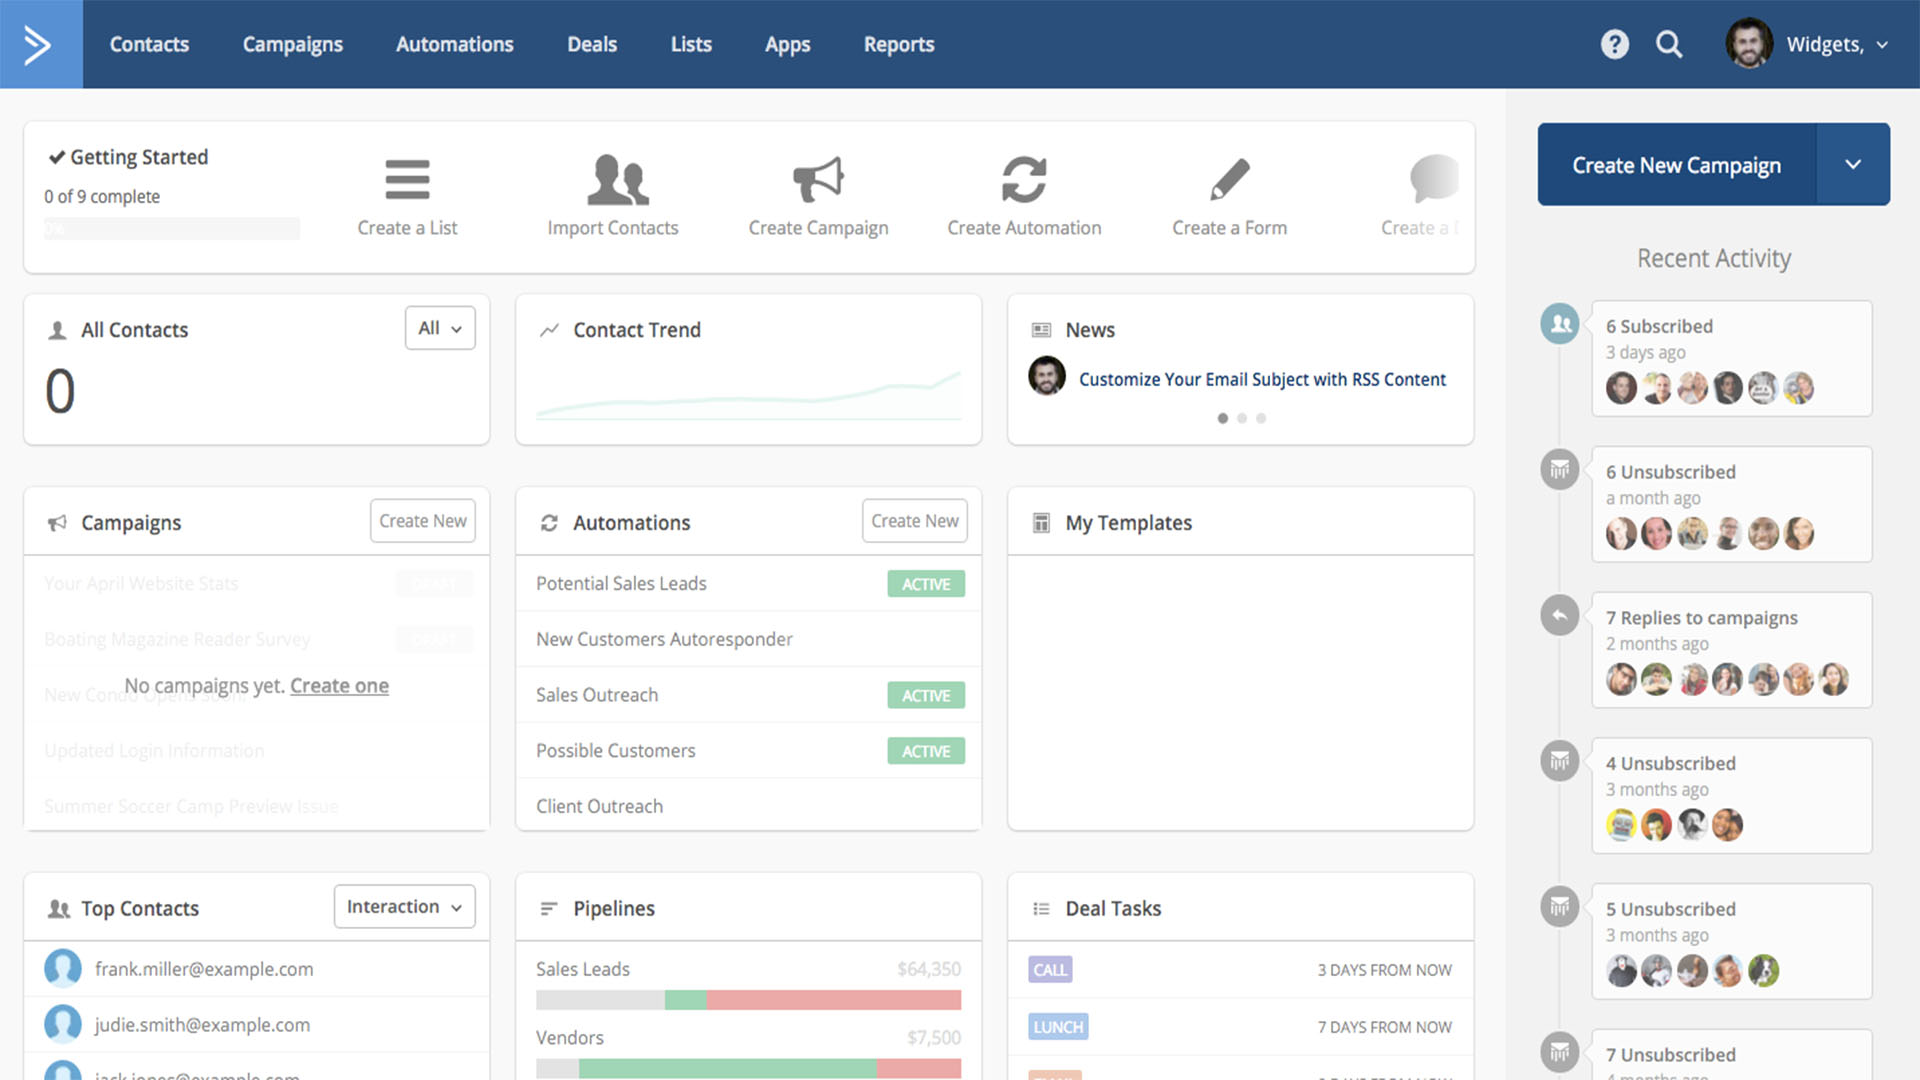 Contacts
Campaigns
Automations
Deals
Lists
Apps
Reports
Widgets,
Getting Started
0 of 9 complete
0%
Create a List
Import Contacts
Create Campaign
Create Automation
Create a Form
Create a
Create New Campaign
All Contacts
All
0
Contact Trend
News
Customize Your Email Subject with RSS Content
Campaigns
Create New
Your April Website Stats
DRAFT
Boating Magazine Reader Survey
DRAFT
New Condo Opens Soon!
No campaigns yet. Create one
Updated Login Information
Summer Soccer Camp Preview Issue
Automations
Create New
Potential Sales Leads
ACTIVE
New Customers Autoresponder
Sales Outreach
ACTIVE
Possible Customers
ACTIVE
Client Outreach
My Templates
Top Contacts
Interaction
frank.miller@example.com
judie.smith@example.com
jack.jones@example.com
Pipelines
Sales Leads
$64,350
Vendors
$7,500
Deal Tasks
CALL
3 DAYS FROM NOW
LUNCH
7 DAYS FROM NOW
Recent Activity
6 Subscribed
3 days ago
6 Unsubscribed
a month ago
7 Replies to campaigns
2 months ago
4 Unsubscribed
3 months ago
5 Unsubscribed
3 months ago
7 Unsubscribed
4 months ago